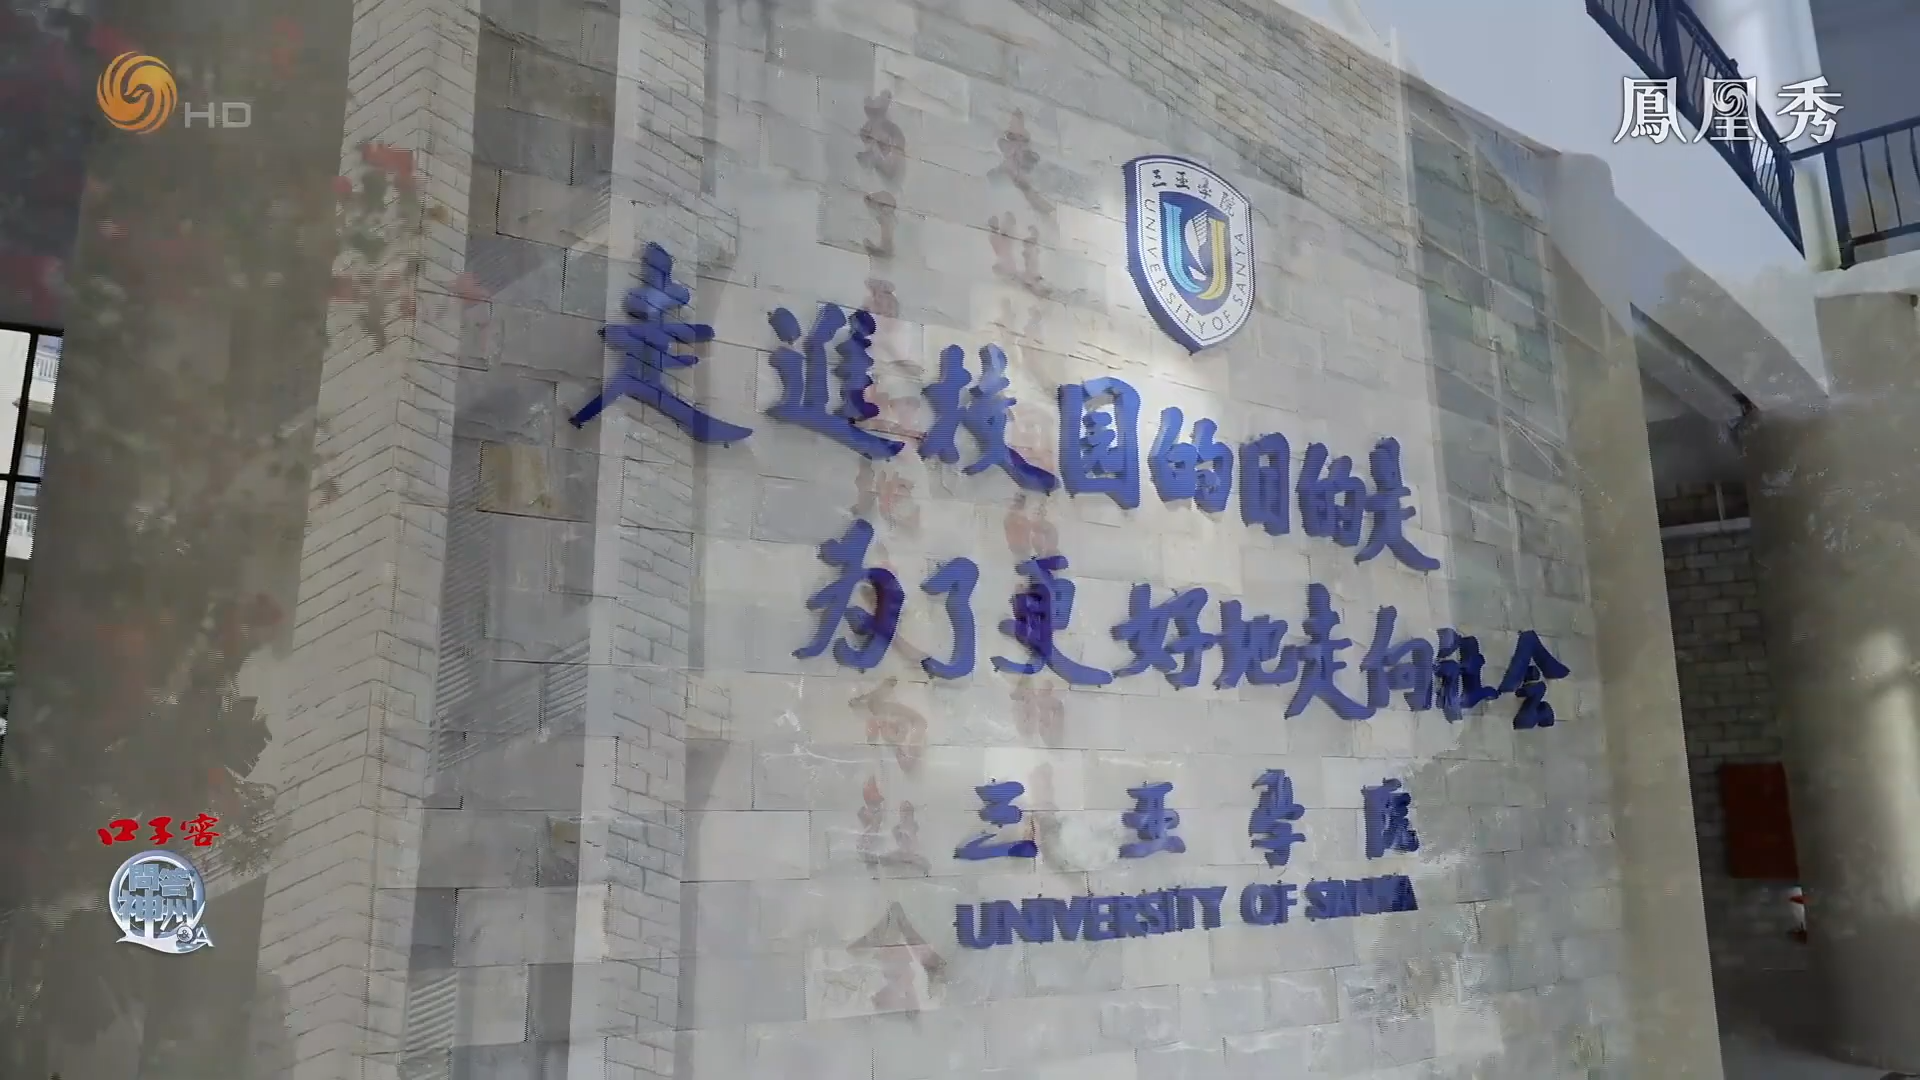 HD
鳳凰秀
三亚学院
UNIVERSITY OF SANYA
走進校园的目的是
为了更好地走向社会
三亚学院
UNIVERSITY OF SANYA
口子窖
問答
神州
Q&A